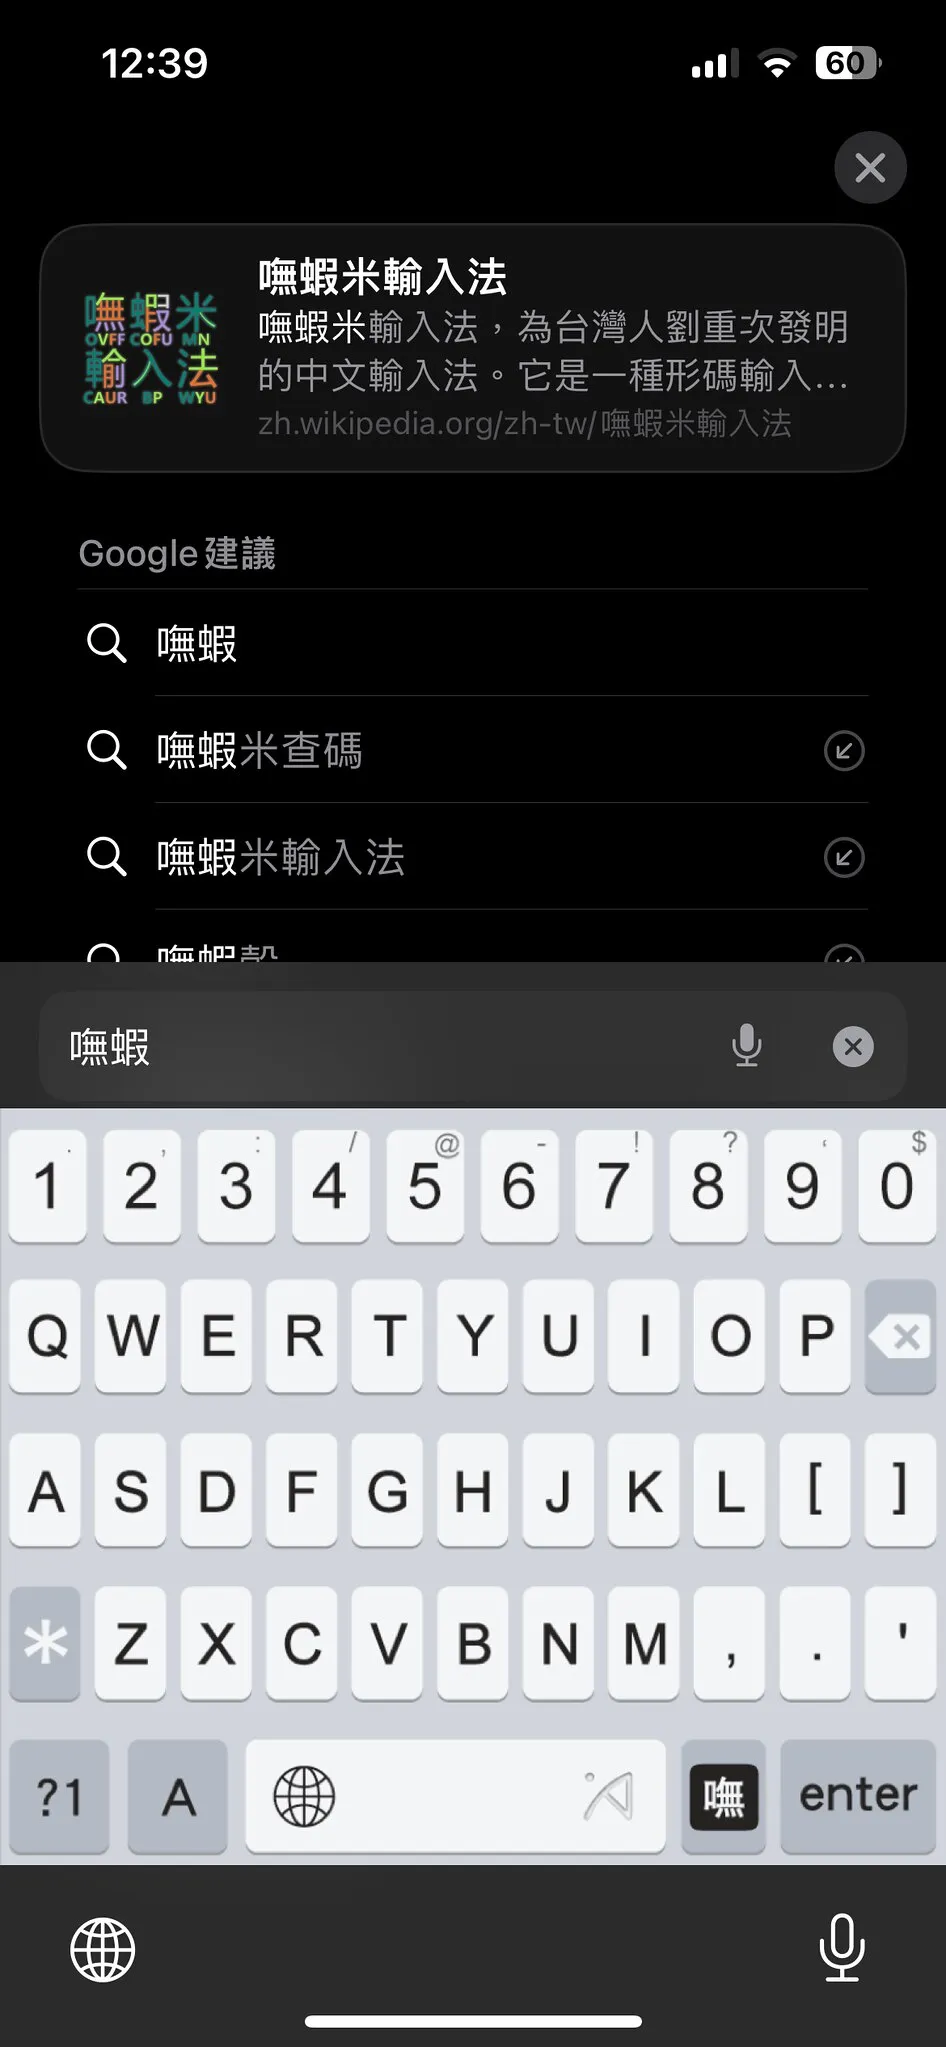 12:39
60
嘸蝦米
OVFF COFU MN
輸入法
CAUR BP WYU
嘸蝦米輸入法
嘸蝦米輸入法，為台灣人劉重次發明
的中文輸入法。它是一種形碼輸入…
zh.wikipedia.org/zh-tw/嘸蝦米輸入法
Google 建議
嘸蝦
嘸蝦米查碼
嘸蝦米輸入法
嘸蝦殼
嘸蝦
. , : / @ - ! ? ‘ $
1 2 3 4 5 6 7 8 9 0
Q W E R T Y U I O P
A S D F G H J K L [ ]
* Z X C V B N M , . '
?1 A 嘸 enter